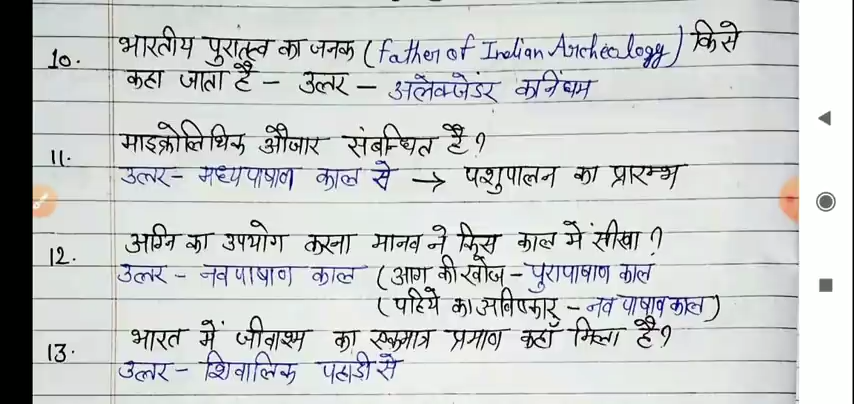 10. भारतीय पुरातत्व का जनक (father of Indian Archeology) किसे
कहा जाता है - उत्तर - अलेक्जेंडर कनिंघम
11. माइक्रोलिथिक औजार संबन्धित है?
उत्तर - मध्यपाषाण काल से → पशुपालन का प्रारम्भ
12. अग्नि का उपयोग करना मानव ने किस काल में सीखा?
उत्तर - नवपाषाण काल (आग की खोज - पुरापाषाण काल
(पहिये का अविष्कार - नव पाषाण काल)
13. भारत में जीवाश्म का एकमात्र प्रमाण कहाँ मिला है?
उत्तर - शिवालिक पहाडी से